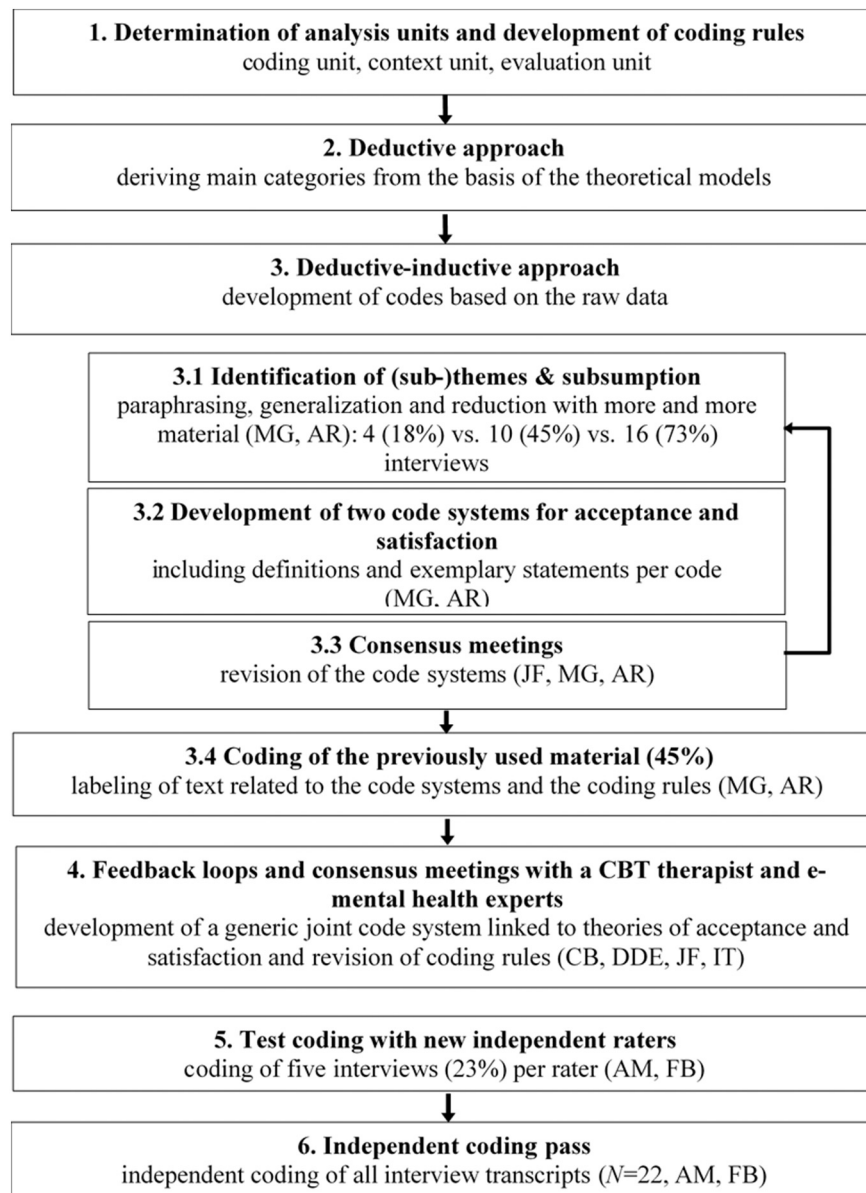 1. Determination of analysis units and development of coding rules
coding unit, context unit, evaluation unit
2. Deductive approach
deriving main categories from the basis of the theoretical models
3. Deductive-inductive approach
development of codes based on the raw data
3.1 Identification of (sub-)themes & subsumption
paraphrasing, generalization and reduction with more and more
material (MG, AR): 4 (18%) vs. 10 (45%) vs. 16 (73%)
interviews
3.2 Development of two code systems for acceptance and
satisfaction
including definitions and exemplary statements per code
(MG, AR)
3.3 Consensus meetings
revision of the code systems (JF, MG, AR)
3.4 Coding of the previously used material (45%)
labeling of text related to the code systems and the coding rules (MG, AR)
4. Feedback loops and consensus meetings with a CBT therapist and e-
mental health experts
development of a generic joint code system linked to theories of acceptance and
satisfaction and revision of coding rules (CB, DDE, JF, IT)
5. Test coding with new independent raters
coding of five interviews (23%) per rater (AM, FB)
6. Independent coding pass
independent coding of all interview transcripts (N=22, AM, FB)